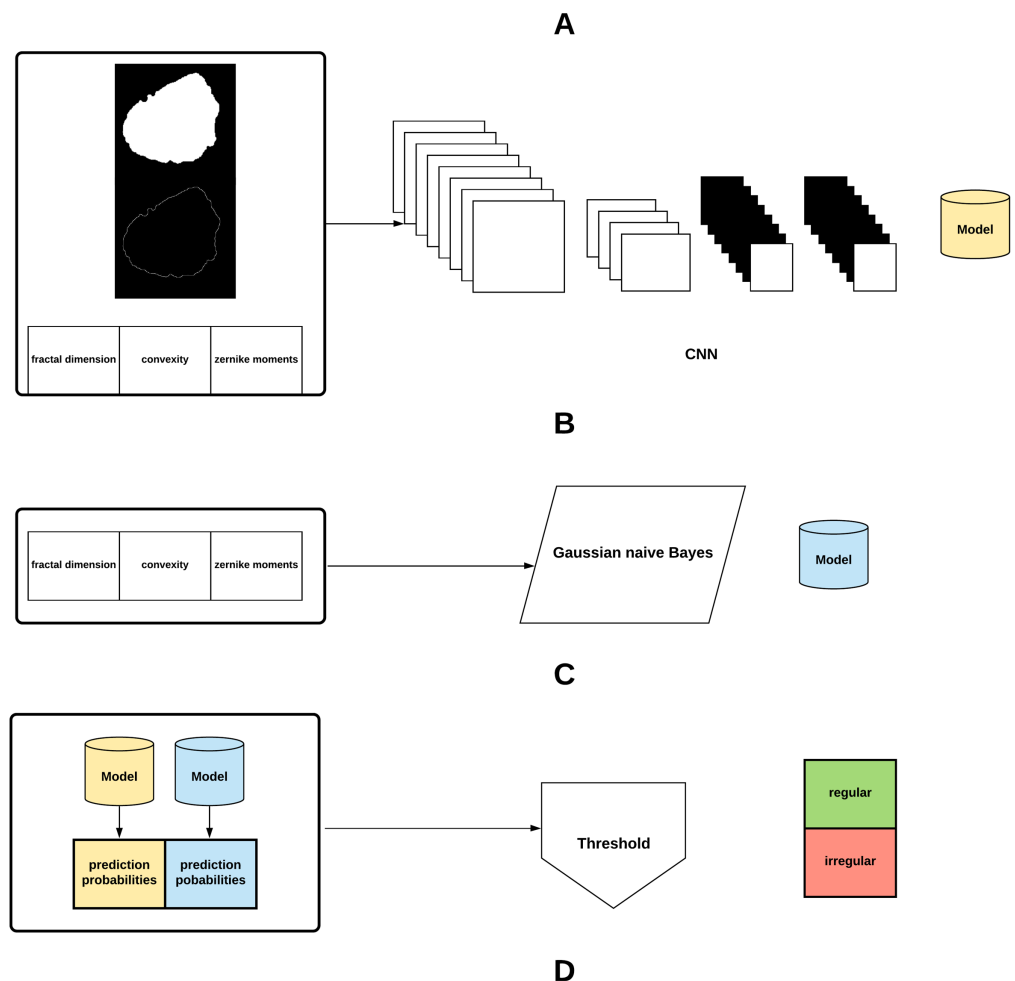 A
fractal dimension
convexity
zernike moments
Model
CNN
B
fractal dimension
convexity
zernike moments
Gaussian naive Bayes
Model
C
Model
Model
prediction
probabilities
prediction
pobabilities
Threshold
regular
irregular
D